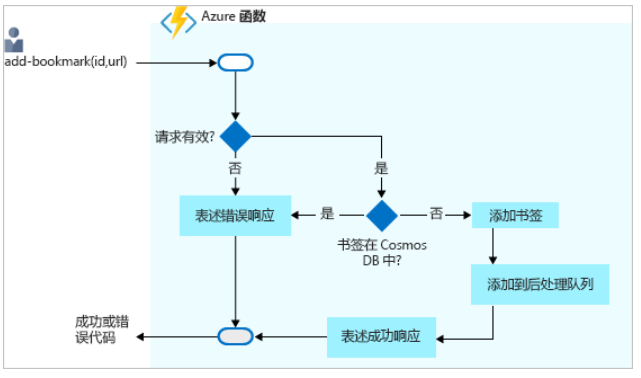 Azure 函数
add-bookmark(id,url)
请求有效?
否
是
表述错误响应
是
否
添加书签
书签在 Cosmos
DB 中?
添加到后处理队列
成功或错
误代码
表述成功响应